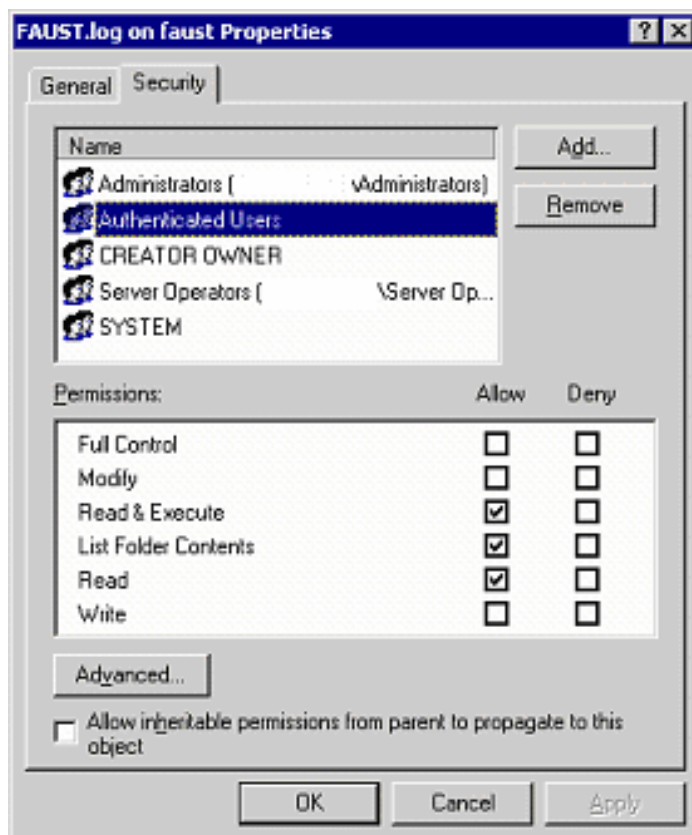 FAUST.log on faust Properties
General Security
Name
Add...
Administrators ( \Administrators)
Authenticated Users
Remove
CREATOR OWNER
Server Operators ( \Server Op...
SYSTEM
Permissions: Allow Deny
Full Control
Modify
Read & Execute
List Folder Contents
Read
Write
Advanced...
Allow inheritable permissions from parent to propagate to this
object
OK Cancel Apply